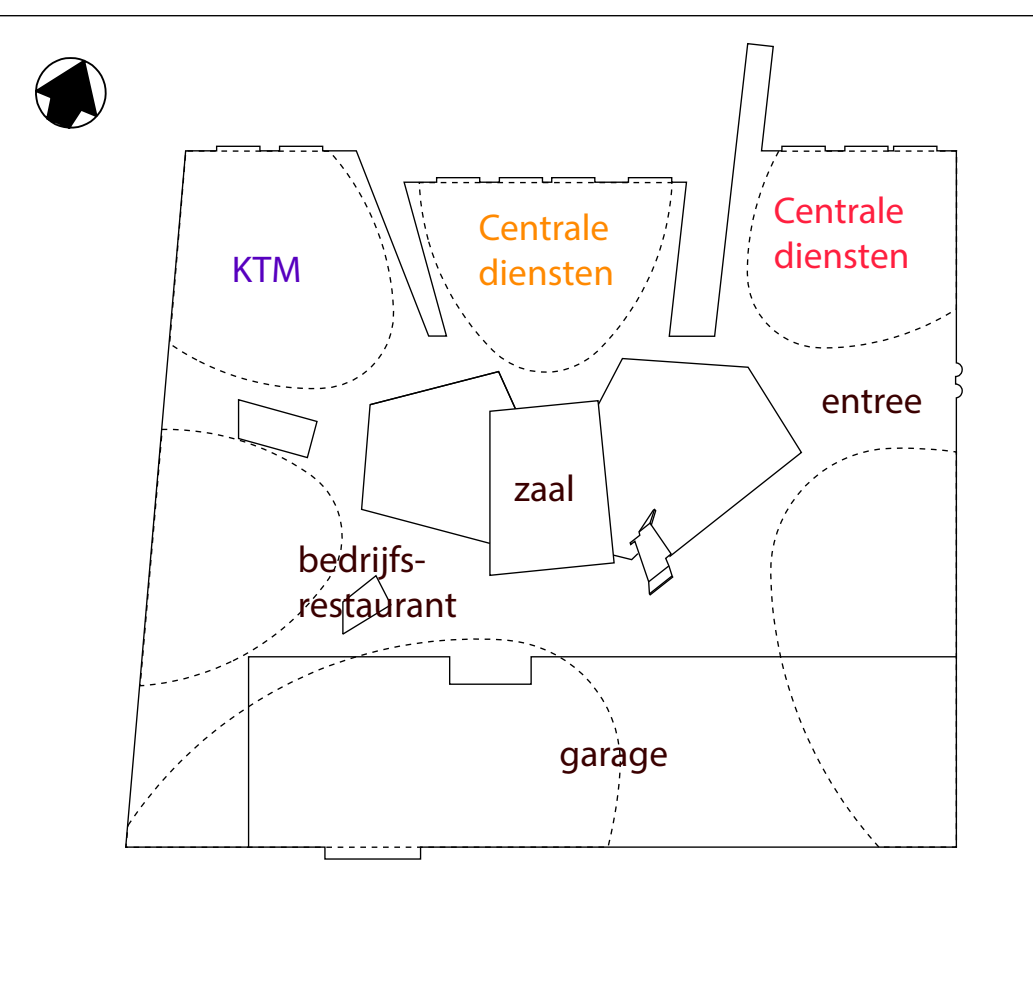 KTM
Centrale
diensten
Centrale
diensten
entree
zaal
bedrijfs-
restaurant
garage